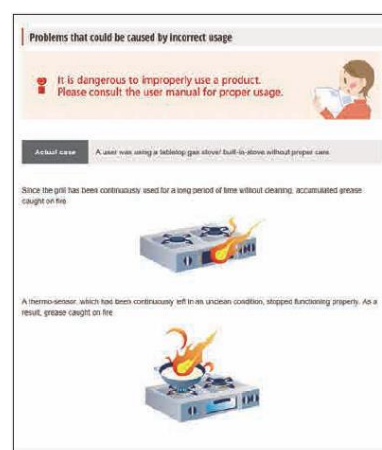 Problems that could be caused by incorrect usage
It is dangerous to improperly use a product.
Please consult the user manual for proper usage.
Actual case
A user was using a tabletop gas stove/ built-in-stove without proper care.
Since the grill has been continuously used for a long period of time without cleaning, accumulated grease
caught on fire.
A thermo-sensor, which has been continuously left in an unclean condition, stopped functioning properly. As a
result, grease caught on fire.